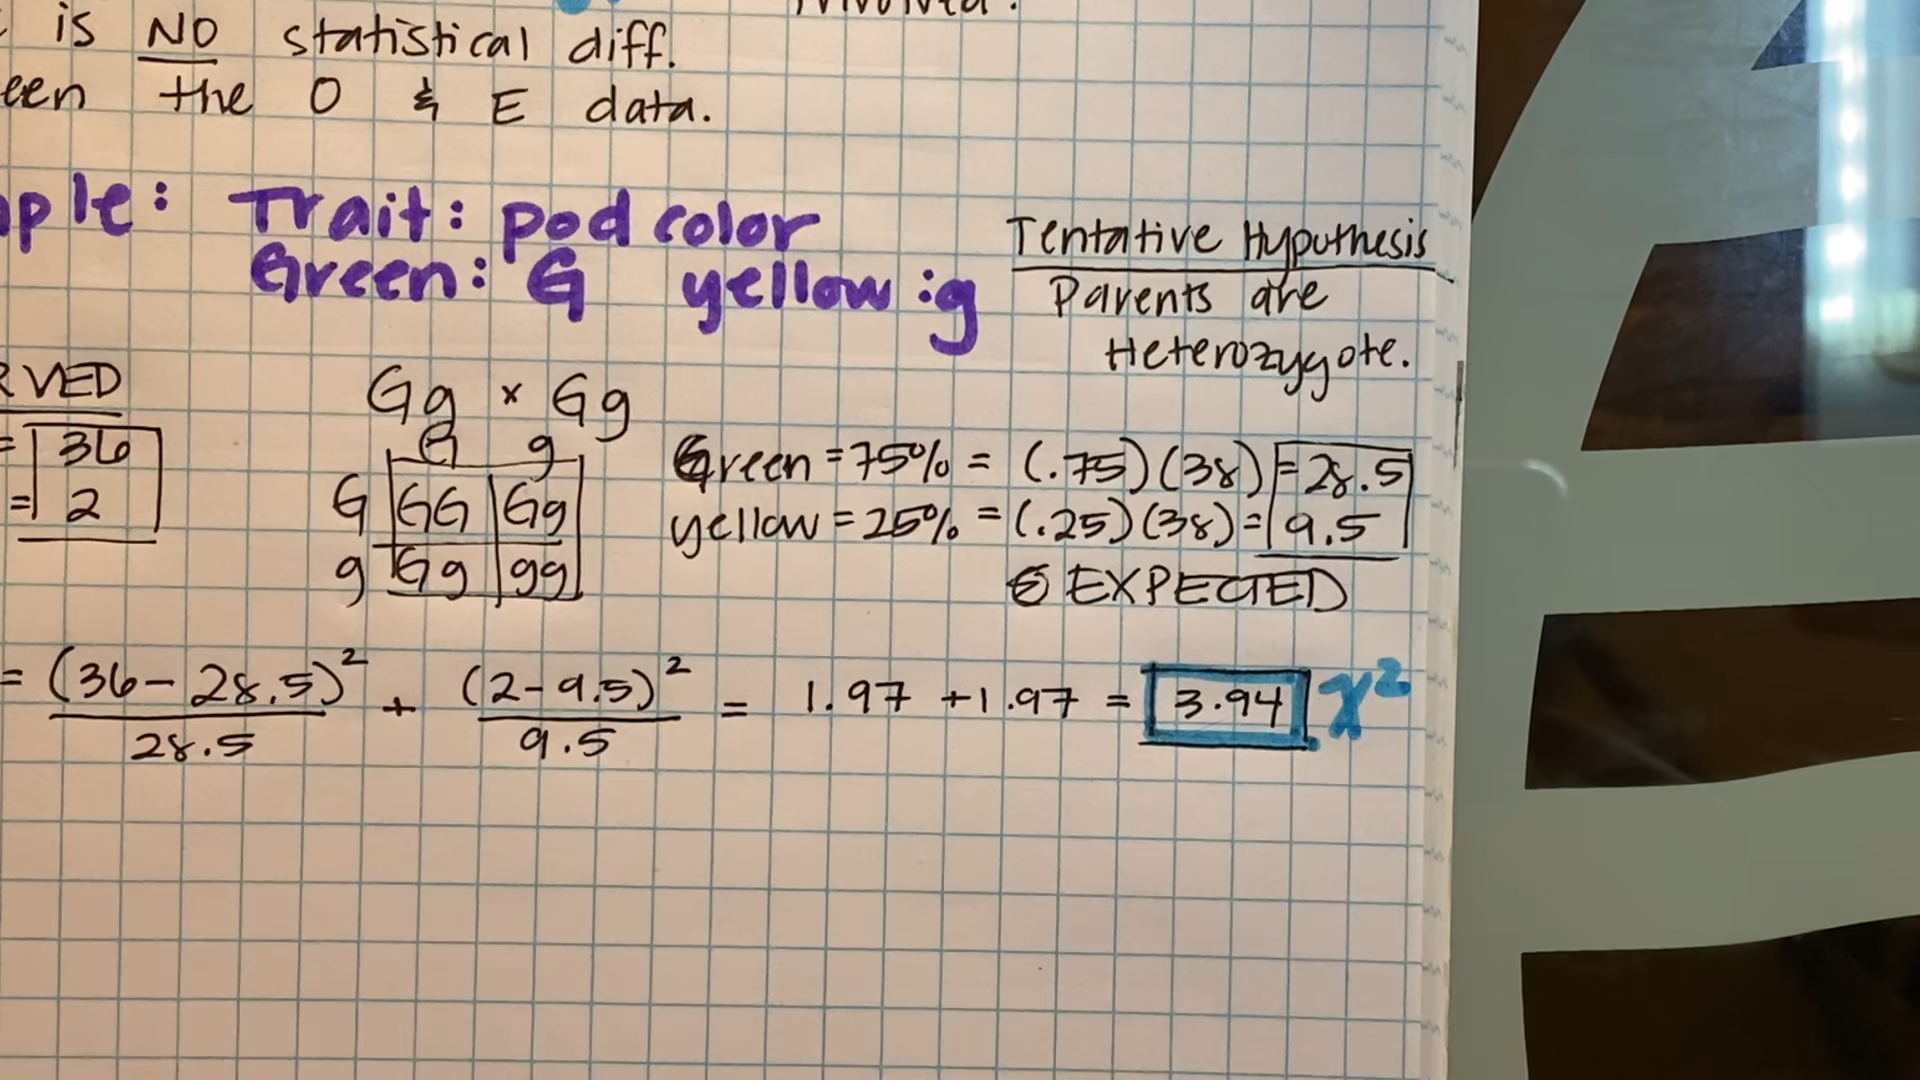 is NO statistical diff.
een the O & E data.
ple: Trait: pod color
Green: G yellow :g
Tentative Hypothesis
Parents are
Heterozygote.
RVED
= 36
= 2
Gg × Gg
G g
G GG Gg
g Gg gg
Green = 75% = (.75)(38) = 28.5
yellow = 25% = (.25)(38) = 9.5
EXPECTED
= (36 - 28.5)² / 28.5 + (2 - 9.5)² / 9.5 = 1.97 + 1.97 = 3.94 χ²